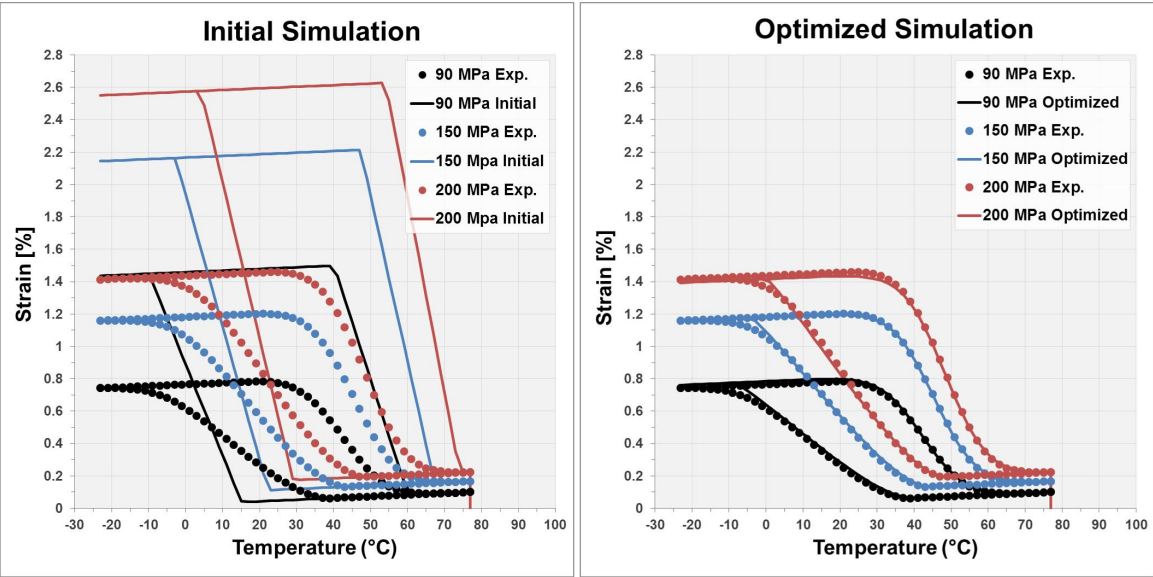 Initial Simulation
2.8
2.6
2.4
2.2
2
1.8
1.6
1.4
1.2
1
0.8
0.6
0.4
0.2
0
Strain [%]
-30 -20 -10 0 10 20 30 40 50 60 70 80 90 100
Temperature (°C)
90 MPa Exp.
90 MPa Initial
150 MPa Exp.
150 Mpa Initial
200 MPa Exp.
200 Mpa Initial
Optimized Simulation
2.8
2.6
2.4
2.2
2
1.8
1.6
1.4
1.2
1
0.8
0.6
0.4
0.2
0
Strain [%]
-30 -20 -10 0 10 20 30 40 50 60 70 80 90 100
Temperature (°C)
90 MPa Exp.
90 MPa Optimized
150 MPa Exp.
150 MPa Optimized
200 MPa Exp.
200 MPa Optimized